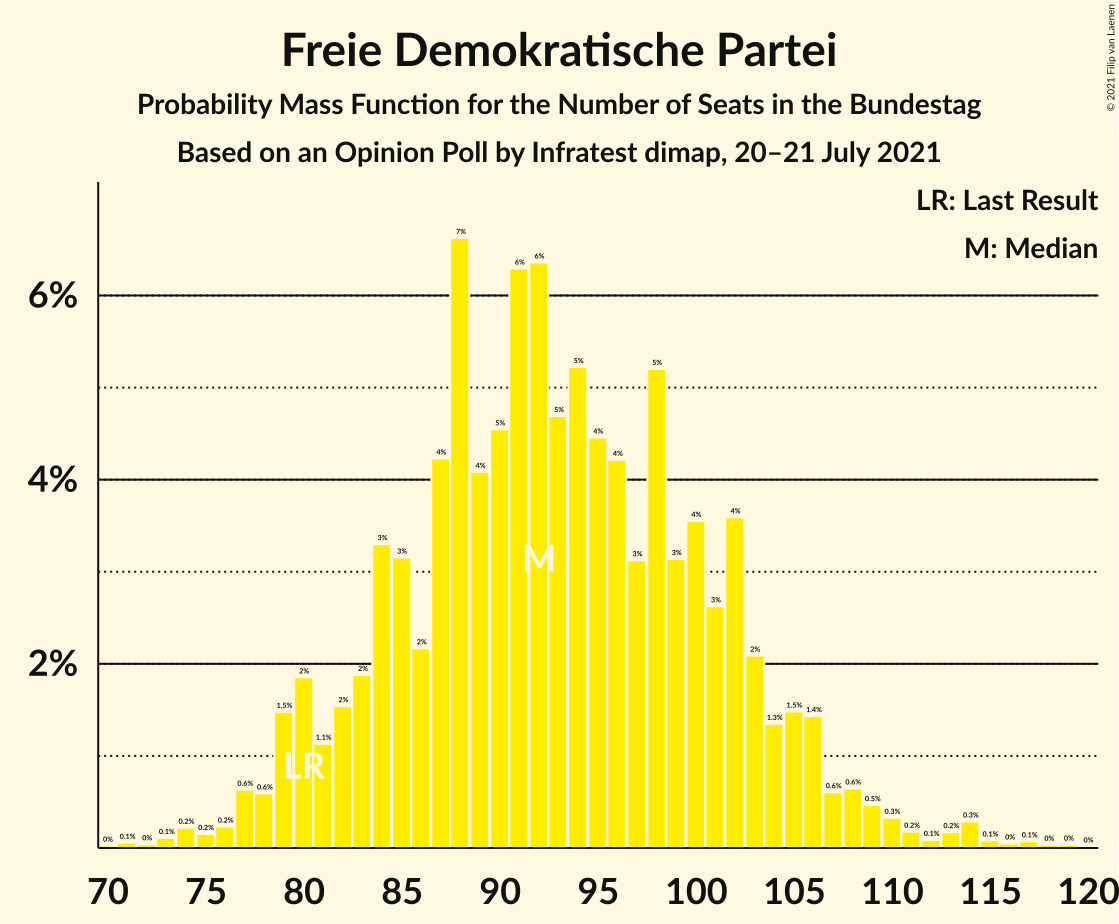 Freie Demokratische Partei
Probability Mass Function for the Number of Seats in the Bundestag
Based on an Opinion Poll by Infratest dimap, 20–21 July 2021
© 2021 Filip van Laenen
LR: Last Result
M: Median
6%
4%
2%
0% 0.1% 0% 0.1% 0.2% 0.2% 0.2% 0.6% 0.6% 1.5% 2% 1.1% 2% 2% 3% 3% 2% 4% 7% 4% 5% 6% 6% 5% 5% 4% 4% 3% 5% 3% 4% 3% 4% 2% 1.3% 1.5% 1.4% 0.6% 0.6% 0.5% 0.3% 0.2% 0.1% 0.2% 0.3% 0.1% 0% 0.1% 0% 0% 0%
M
LR
70 75 80 85 90 95 100 105 110 115 120